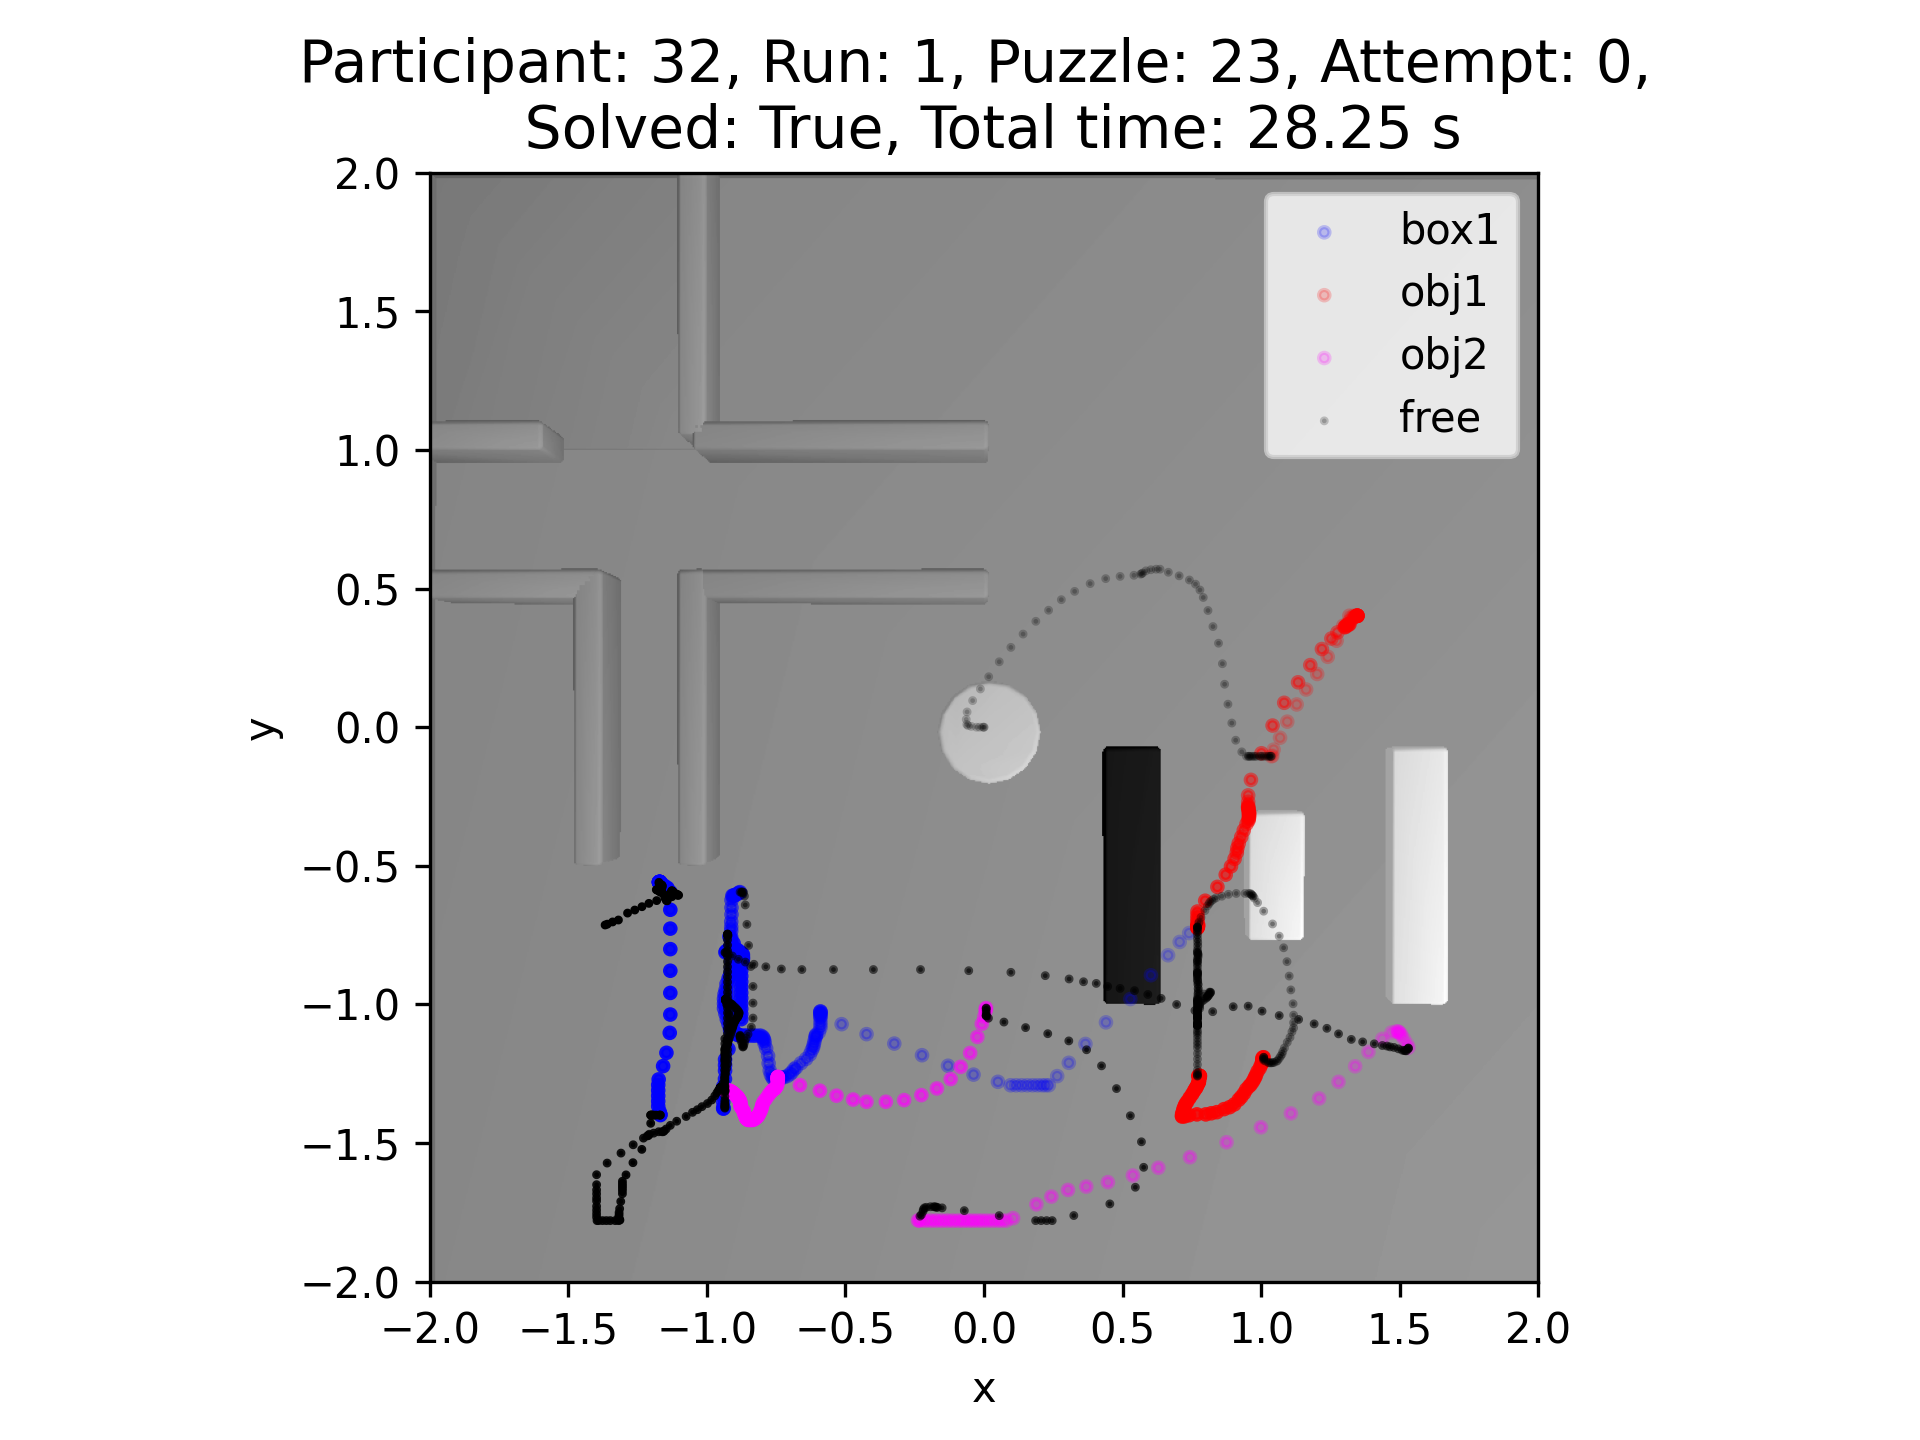 Participant: 32, Run: 1, Puzzle: 23, Attempt: 0,
Solved: True, Total time: 28.25 s
2.0
1.5
1.0
0.5
0.0
−0.5
−1.0
−1.5
−2.0
y
box1
obj1
obj2
free
−2.0 −1.5 −1.0 −0.5 0.0 0.5 1.0 1.5 2.0
x